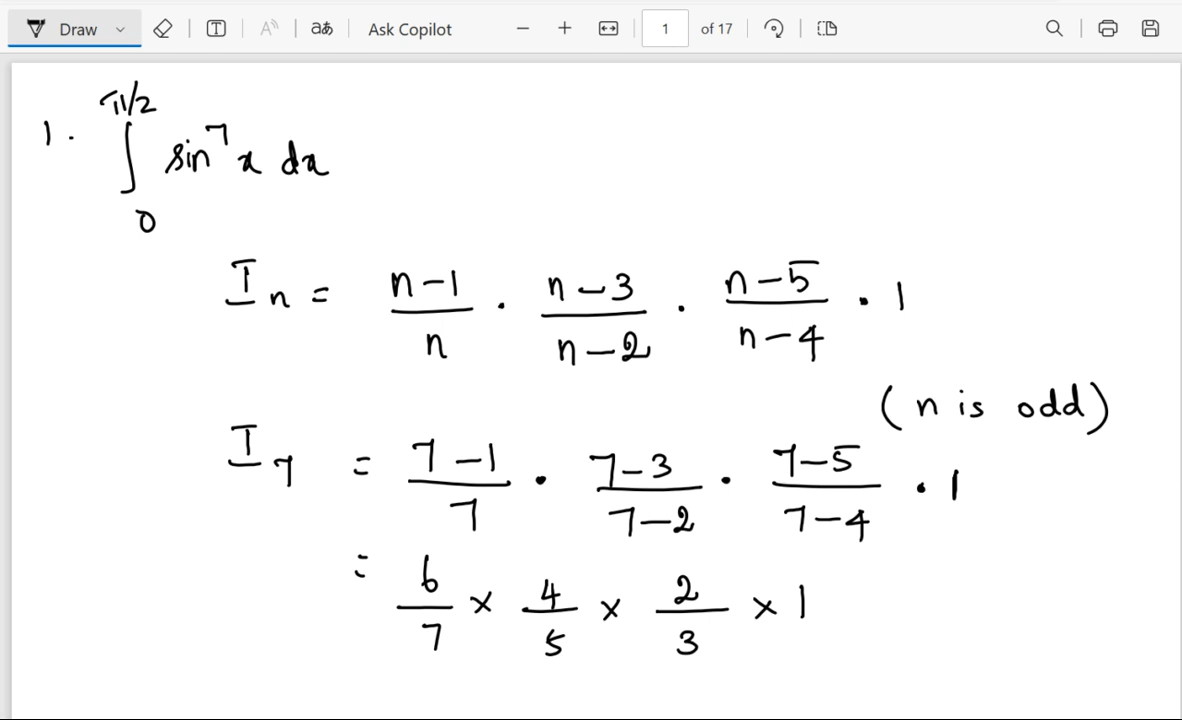 Draw aあ Ask Copilot 1 of 17
1. ∫₀^(π/2) sin⁷x dx
Iₙ = (n-1)/n · (n-3)/(n-2) · (n-5)/(n-4) · 1
(n is odd)
I₇ = (7-1)/7 · (7-3)/(7-2) · (7-5)/(7-4) · 1
= 6/7 × 4/5 × 2/3 × 1